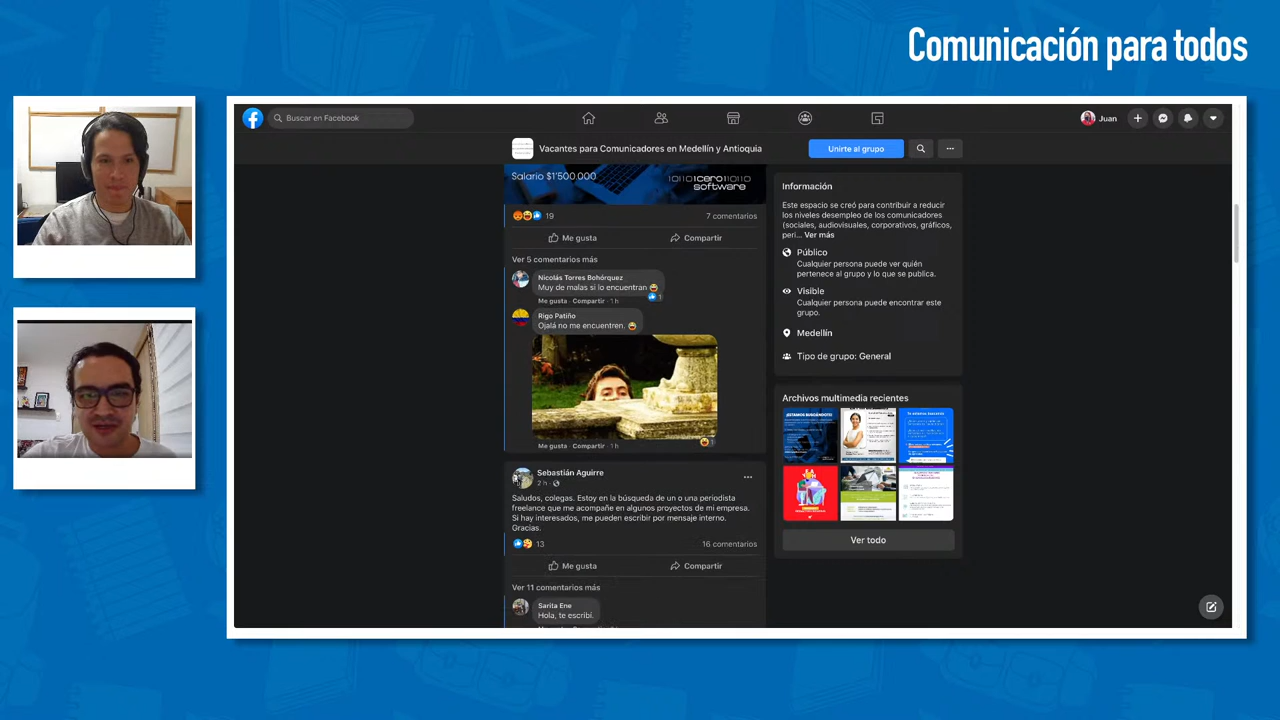 Comunicación para todos
Buscar en Facebook
Juan
Vacantes para Comunicadores en Medellín y Antioquia
Unirte al grupo
Salario $1'500.000
cero
software
19
7 comentarios
Me gusta
Compartir
Ver 5 comentarios más
Nicolás Torres Bohórquez
Muy de malas si lo encuentran
1
Me gusta · Compartir · 1 h
Rigo Patiño
Ojalá no me encuentren.
1
Me gusta · Compartir · 1 h
Sebastián Aguirre
2 h ·
Saludos, colegas. Estoy en la búsqueda de un o una periodista
freelance que me acompañe en algunos proyectos de mi empresa.
Si hay interesados, me pueden escribir por mensaje interno.
Gracias.
13
16 comentarios
Me gusta
Compartir
Ver 11 comentarios más
Sarita Ene
Hola, te escribí.
Información
Este espacio se creó para contribuir a reducir
los niveles desempleo de los comunicadores
(sociales, audiovisuales, corporativos, gráficos,
peri... Ver más
Público
Cualquier persona puede ver quién
pertenece al grupo y lo que se publica.
Visible
Cualquier persona puede encontrar este
grupo.
Medellín
Tipo de grupo: General
Archivos multimedia recientes
¡ESTAMOS BUSCÁNDOTE!
Ver todo